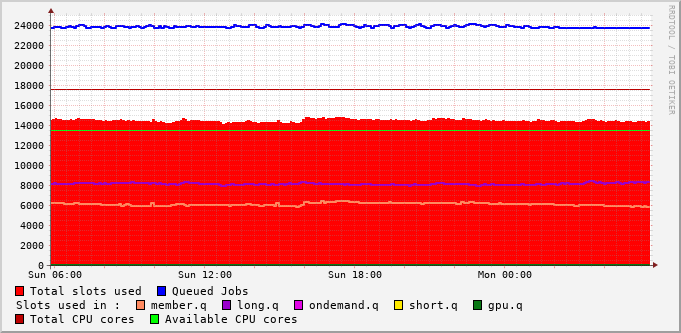 RRDTOOL / TOBI OETIKER
24000
22000
20000
18000
16000
14000
12000
10000
8000
6000
4000
2000
0
Sun 06:00 Sun 12:00 Sun 18:00 Mon 00:00
Total slots used Queued Jobs
Slots used in : member.q long.q ondemand.q short.q gpu.q
Total CPU cores Available CPU cores